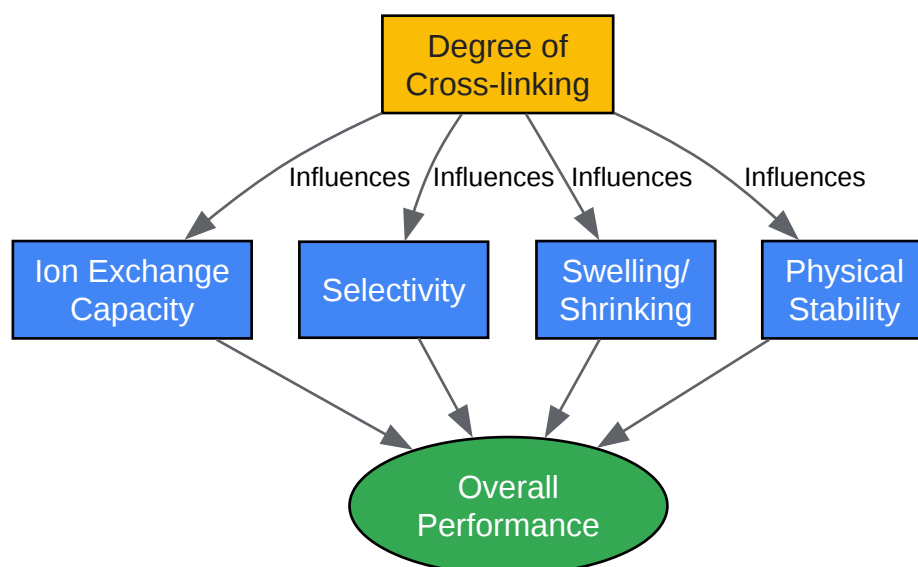 Degree of
Cross-linking
Influences Influences Influences Influences
Ion Exchange
Capacity
Selectivity
Swelling/
Shrinking
Physical
Stability
Overall
Performance